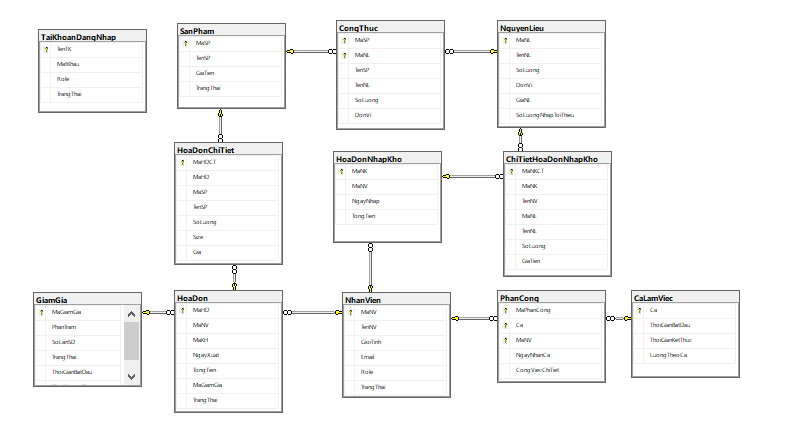 TaiKhoanDangNhap
TenTK
MatKhau
Role
TrangThai
SanPham
MaSP
TenSP
GiaTien
TrangThai
CongThuc
MaSP
MaNL
TenSP
TenNL
SoLuong
DonVi
NguyenLieu
MaNL
TenNL
SoLuong
DonVi
GiaNL
SoLuongNhapToiThieu
HoaDonChiTiet
MaHDCT
MaHD
MaSP
TenSP
SoLuong
Size
Gia
HoaDonNhapKho
MaNK
MaNV
NgayNhap
TongTien
ChiTietHoaDonNhapKho
MaNKCT
MaNK
TenNV
MaNL
TenNL
SoLuong
GiaTien
GiamGia
MaGiamGia
PhanTram
SoLanSD
TrangThai
ThoiGianBatDau
HoaDon
MaHD
MaNV
MaKH
NgayXuat
TongTien
MaGiamGia
TrangThai
NhanVien
MaNV
TenNV
GioiTinh
Email
Role
TrangThai
PhanCong
MaPhanCong
Ca
MaNV
NgayNhanCa
CongViecChiTiet
CaLamViec
Ca
ThoiGianBatDau
ThoiGianKetThuc
LuongTheoCa